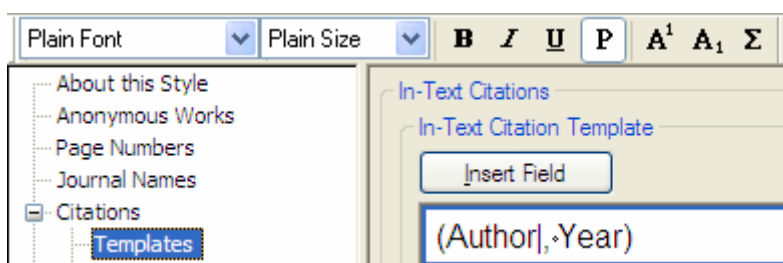 Plain Font Plain Size B I U P A¹ A₁ Σ
About this Style
Anonymous Works
Page Numbers
Journal Names
Citations
Templates
In-Text Citations
In-Text Citation Template
Insert Field
(Author|,·Year)